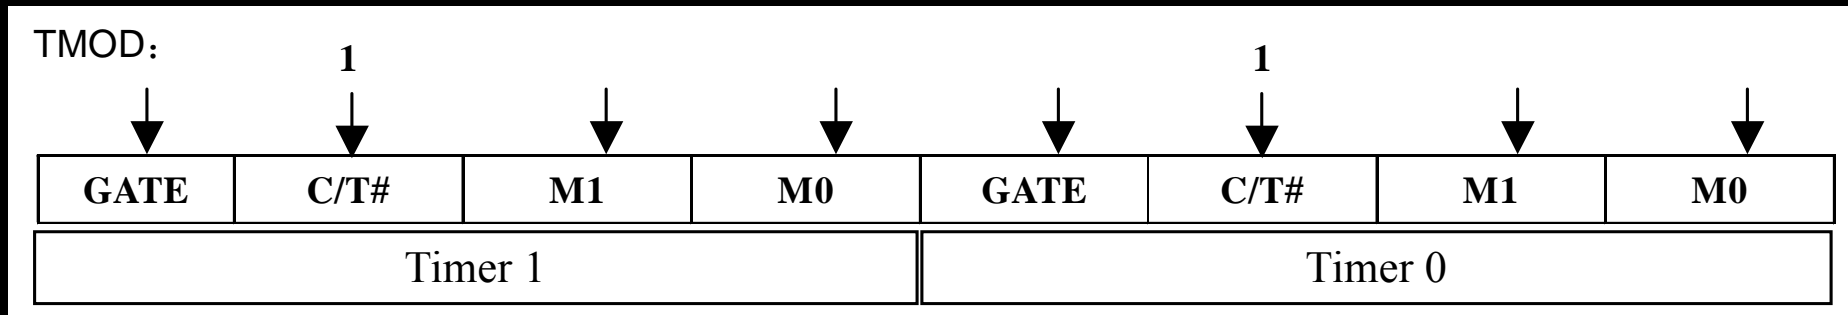 TMOD：
1 1
GATE C/T# M1 M0 GATE C/T# M1 M0
Timer 1 Timer 0